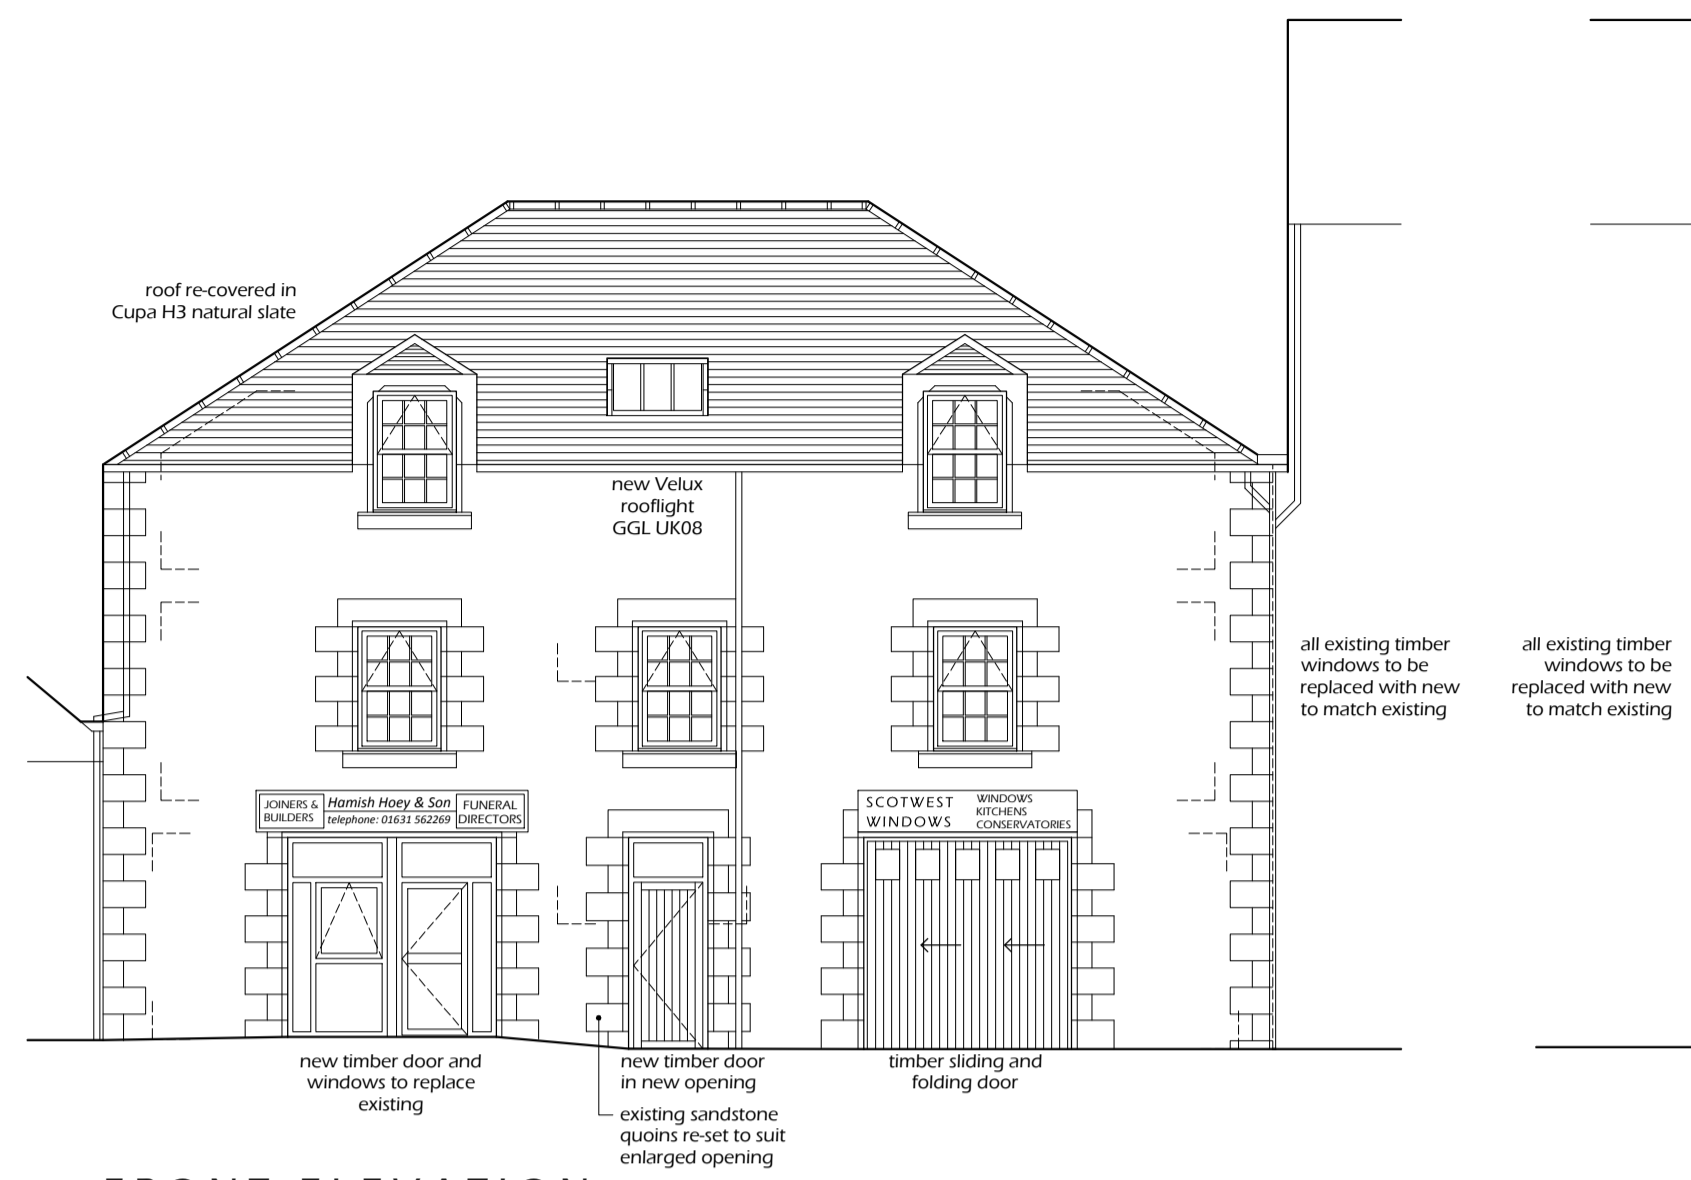 roof re-covered in
Cupa H3 natural slate
new Velux
rooflight
GGL UK08
all existing timber
windows to be
replaced with new
to match existing
all existing timber
windows to be
replaced with new
to match existing
JOINERS &
BUILDERS
Hamish Hoey & Son
telephone: 01631 562269
FUNERAL
DIRECTORS
SCOTWEST
WINDOWS
WINDOWS
KITCHENS
CONSERVATORIES
new timber door and
windows to replace
existing
new timber door
in new opening
timber sliding and
folding door
existing sandstone
quoins re-set to suit
enlarged opening
FRONT ELEVATION